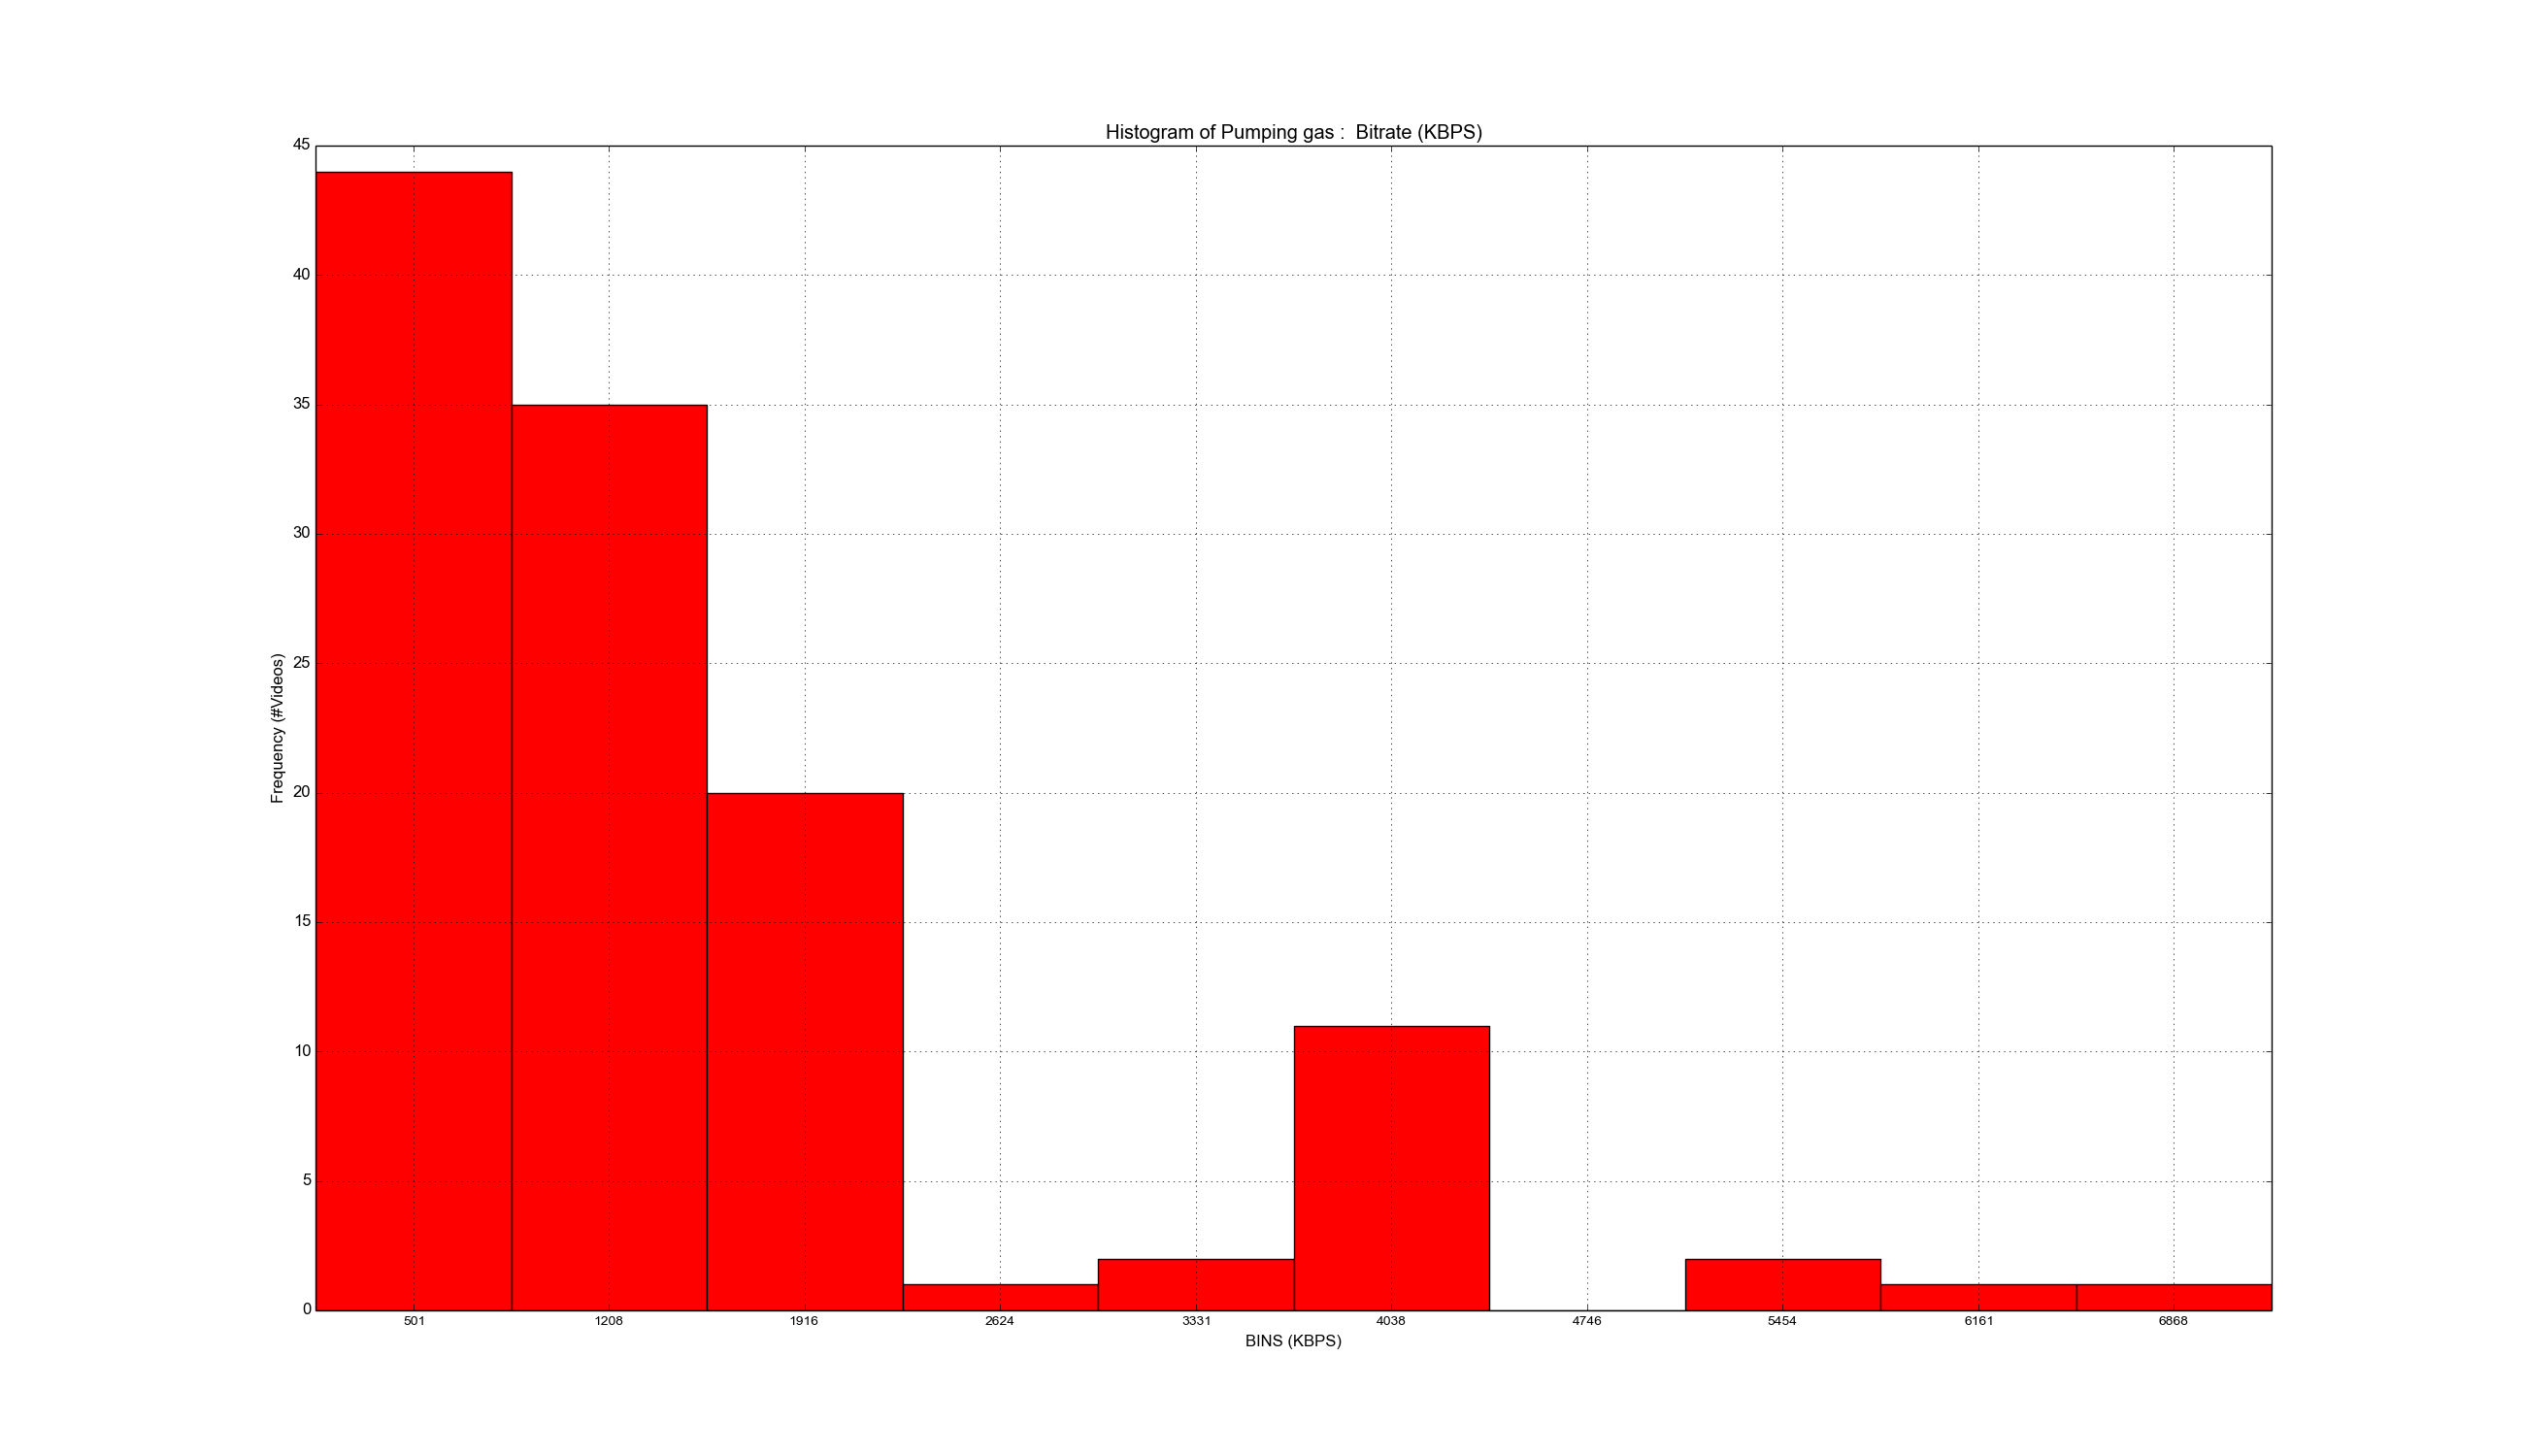 Histogram of Pumping gas :  Bitrate (KBPS)
45
40
35
30
25
20
15
10
5
0
Frequency (#Videos)
501 1208 1916 2624 3331 4038 4746 5454 6161 6868
BINS (KBPS)